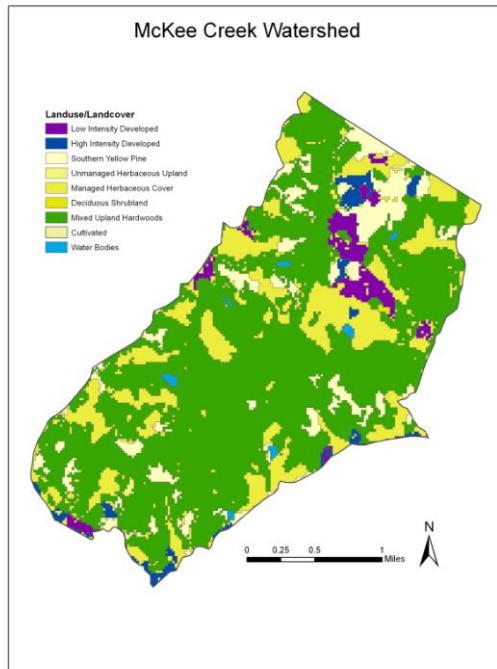 McKee Creek Watershed
Landuse/Landcover
Low Intensity Developed
High Intensity Developed
Southern Yellow Pine
Unmanaged Herbaceous Upland
Managed Herbaceous Cover
Deciduous Shrubland
Mixed Upland Hardwoods
Cultivated
Water Bodies
N
0 0.25 0.5 1
Miles